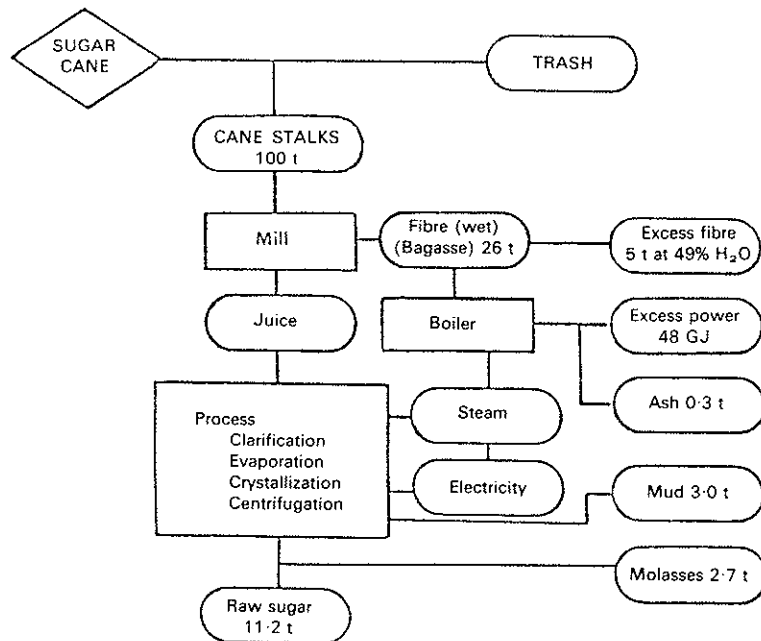 SUGAR
CANE
TRASH
CANE STALKS
100 t
Mill
Fibre (wet)
(Bagasse) 26 t
Excess fibre
5 t at 49% H₂O
Juice
Boiler
Excess power
48 GJ
Ash 0·3 t
Steam
Process
Clarification
Evaporation
Crystallization
Centrifugation
Electricity
Mud 3·0 t
Molasses 2·7 t
Raw sugar
11·2 t